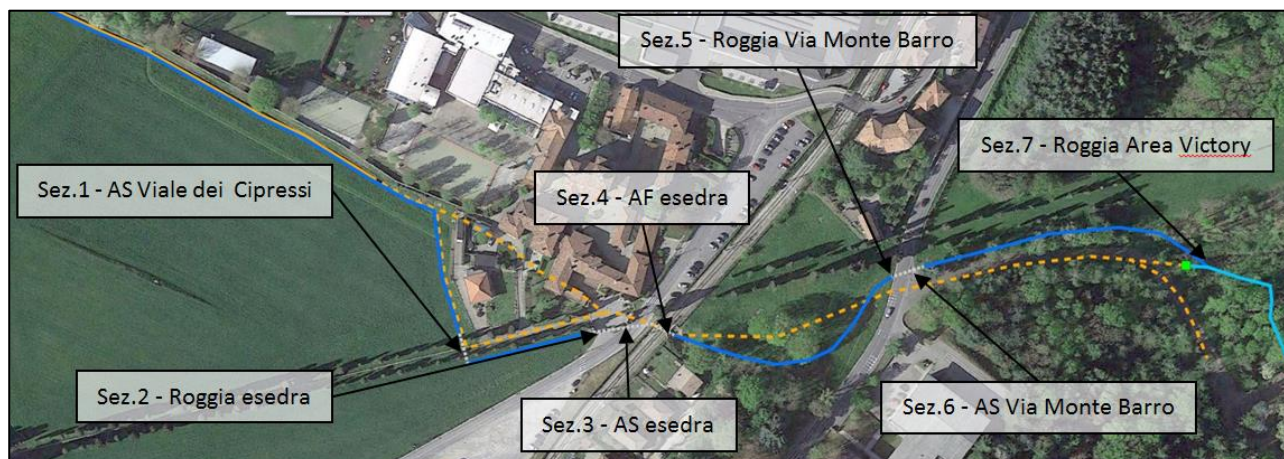 Sez.5 - Roggia Via Monte Barro
Sez.7 - Roggia Area Victory
Sez.1 - AS Viale dei Cipressi
Sez.4 - AF esedra
Sez.2 - Roggia esedra
Sez.3 - AS esedra
Sez.6 - AS Via Monte Barro